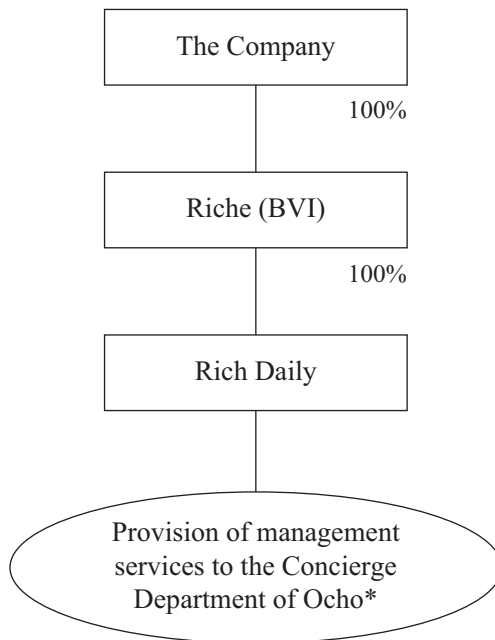 The Company
100%
Riche (BVI)
100%
Rich Daily
Provision of management
services to the Concierge
Department of Ocho*